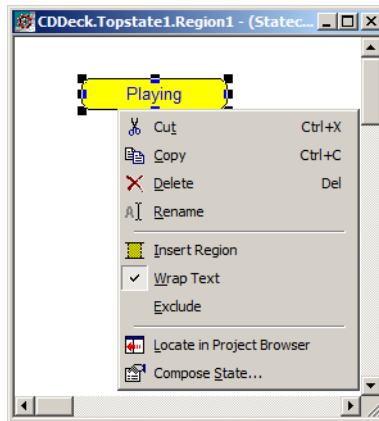 CDDeck.Topstate1.Region1 - (Statec...
Playing
Cut Ctrl+X
Copy Ctrl+C
Delete Del
Rename
Insert Region
Wrap Text
Exclude
Locate in Project Browser
Compose State...